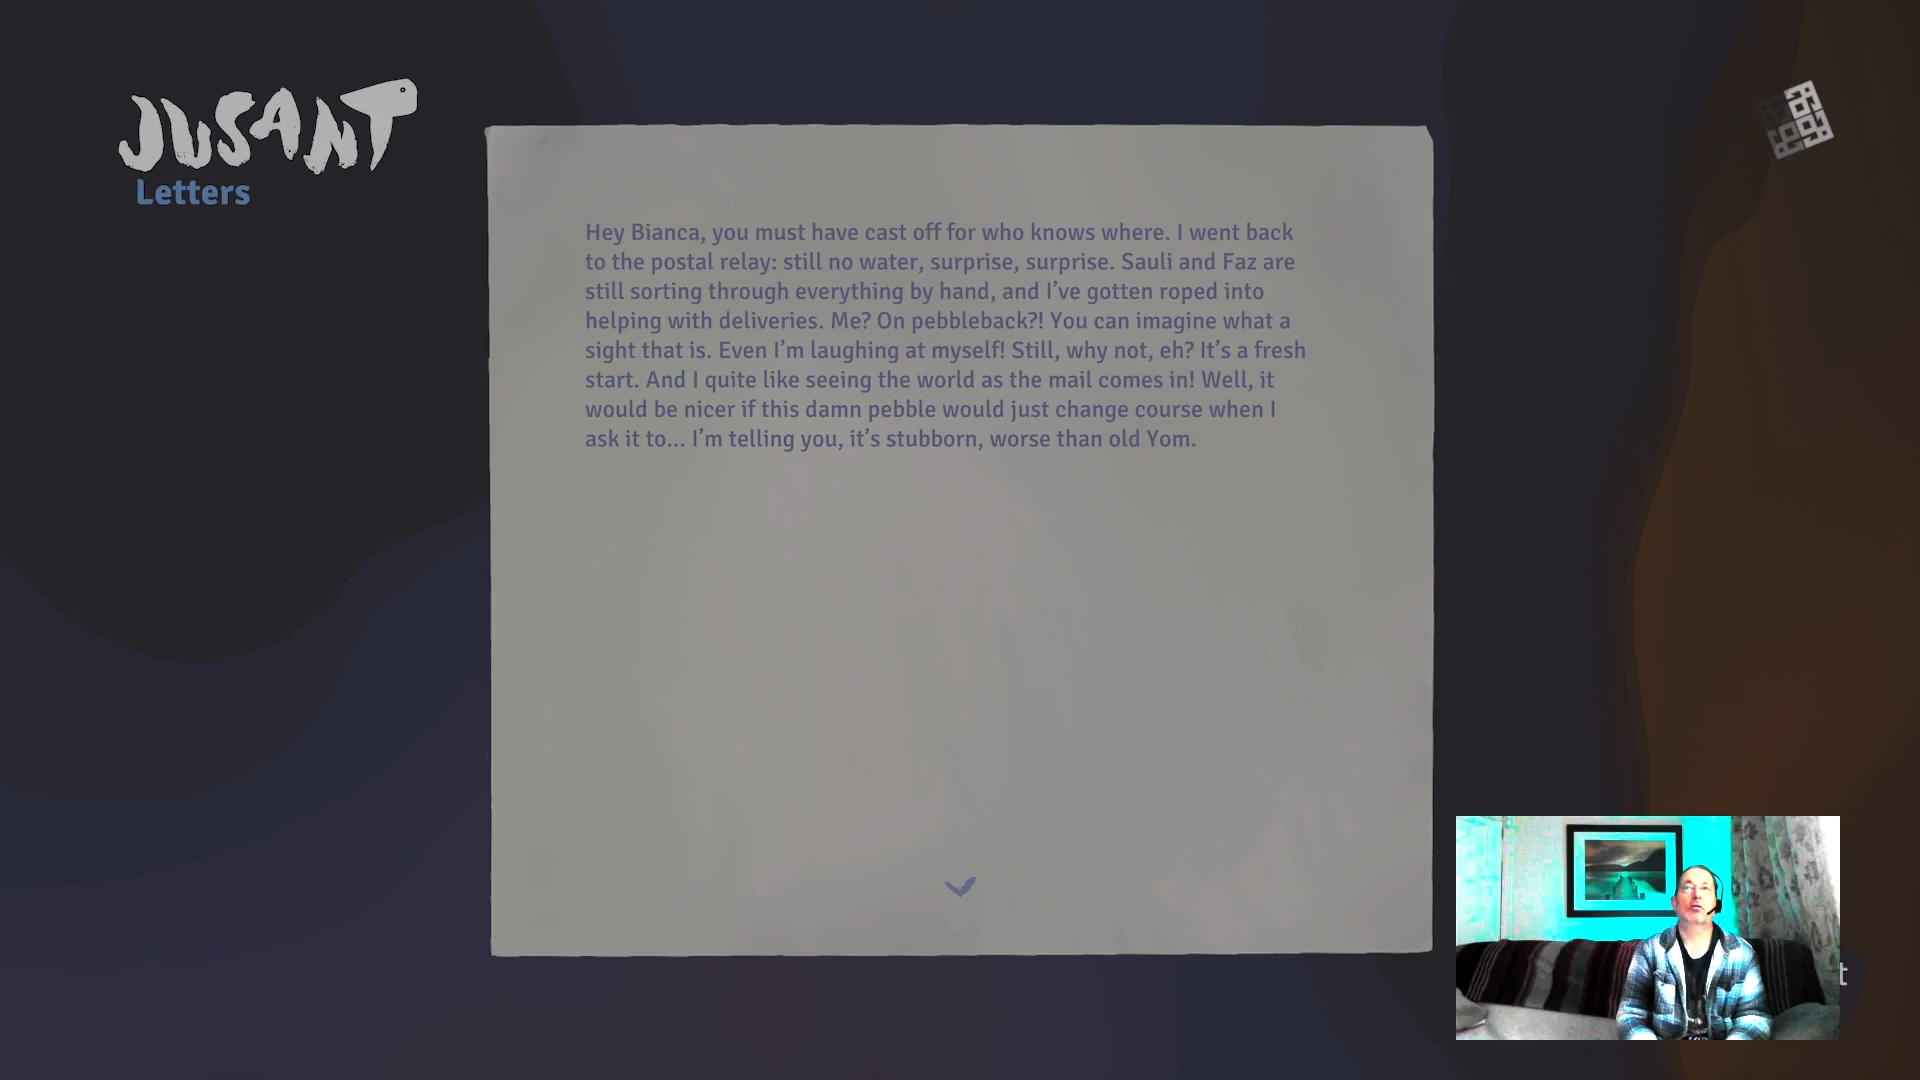 JUSANT
Letters
Hey Bianca, you must have cast off for who knows where. I went back
to the postal relay: still no water, surprise, surprise. Sauli and Faz are
still sorting through everything by hand, and I’ve gotten roped into
helping with deliveries. Me? On pebbleback?! You can imagine what a
sight that is. Even I’m laughing at myself! Still, why not, eh? It’s a fresh
start. And I quite like seeing the world as the mail comes in! Well, it
would be nicer if this damn pebble would just change course when I
ask it to... I’m telling you, it’s stubborn, worse than old Yom.